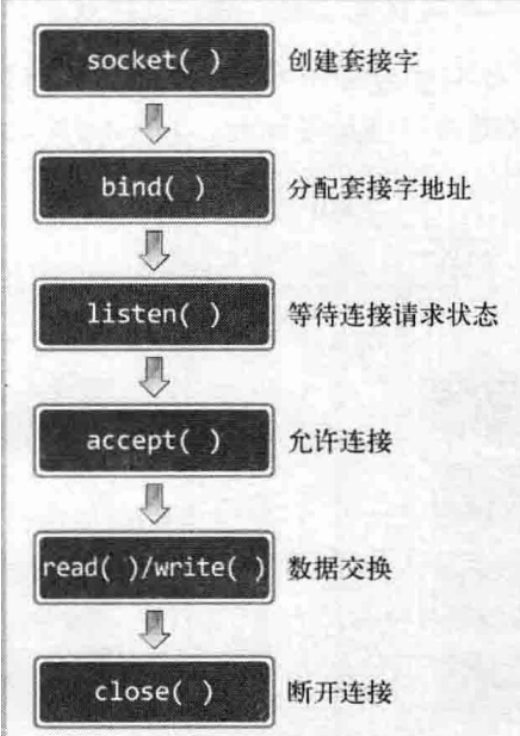 socket( ) 创建套接字
bind( ) 分配套接字地址
listen( ) 等待连接请求状态
accept( ) 允许连接
read( )/write( ) 数据交换
close( ) 断开连接